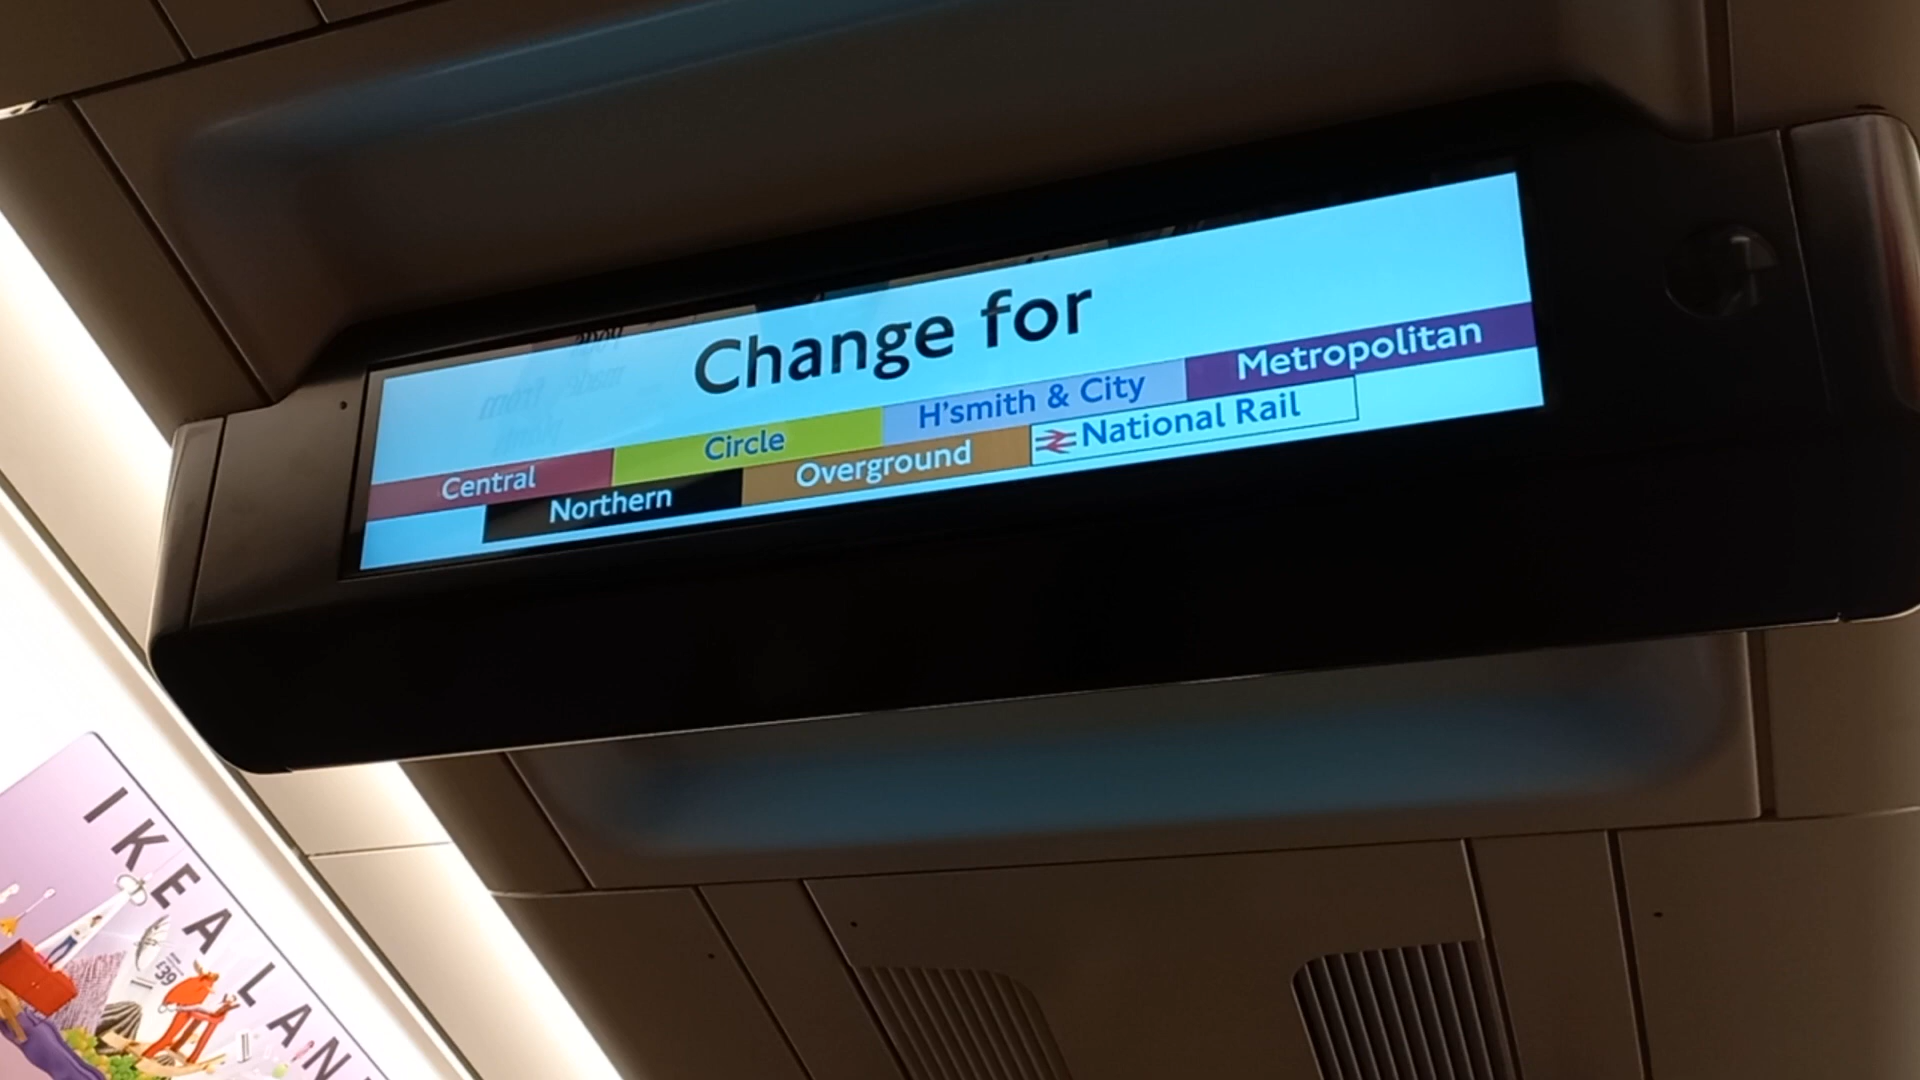 Change for
Central Circle H'smith & City Metropolitan
Northern Overground National Rail
IKEA LAN
£39